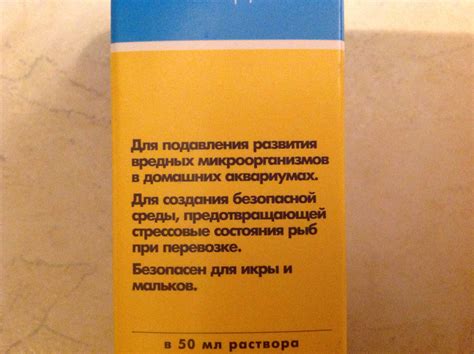 Для подавления развития
вредных микроорганизмов
в домашних аквариумах.
Для создания безопасной
среды, предотвращающей
стрессовые состояния рыб
при перевозке.
Безопасен для икры и
мальков.
в 50 мл раствора